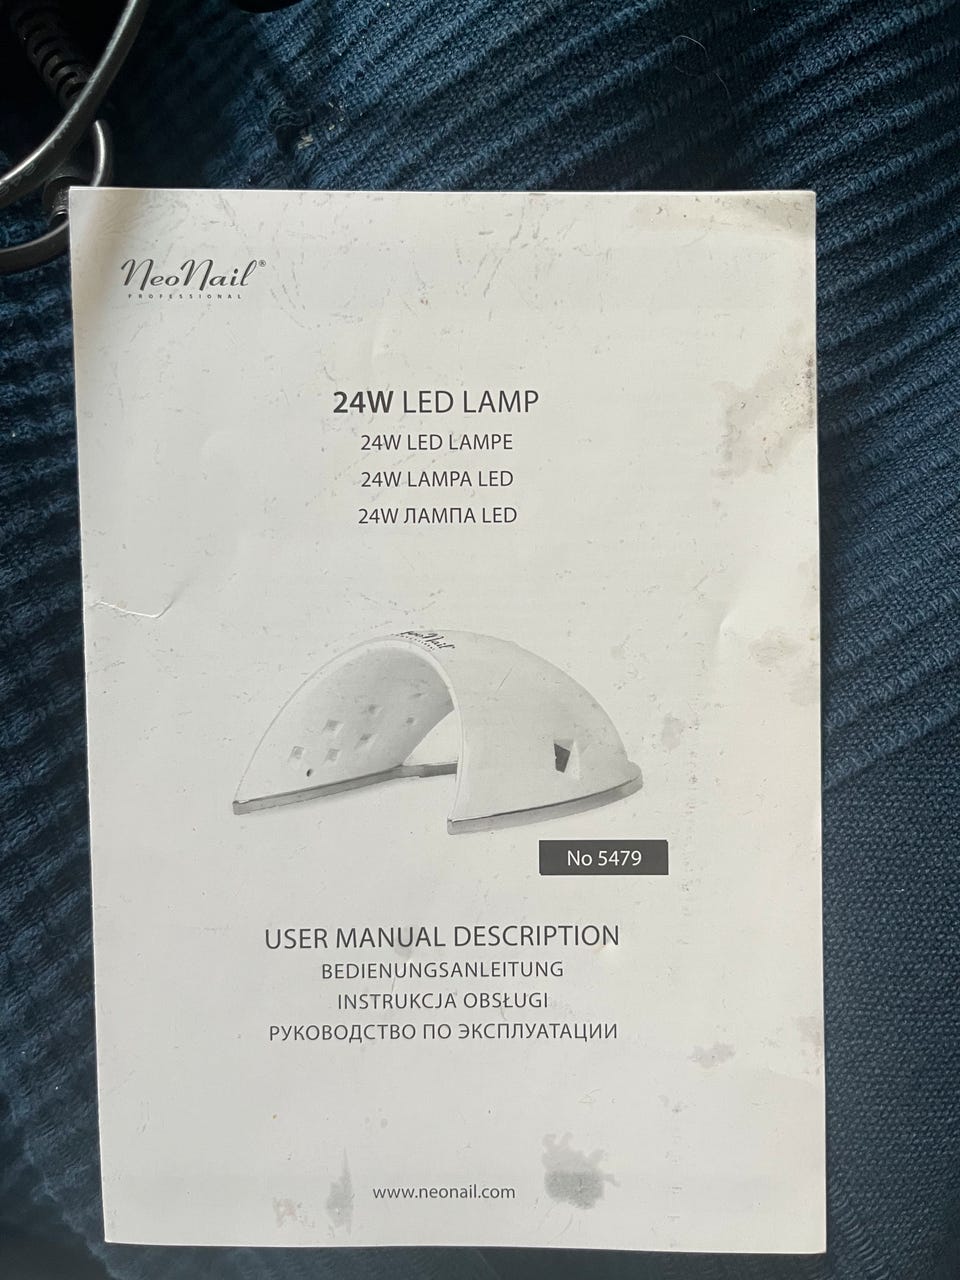 NeoNail®
PROFESSIONAL
24W LED LAMP
24W LED LAMPE
24W LAMPA LED
24W ЛАМПА LED
NeoNail
No 5479
USER MANUAL DESCRIPTION
BEDIENUNGSANLEITUNG
INSTRUKCJA OBSŁUGI
РУКОВОДСТВО ПО ЭКСПЛУАТАЦИИ
www.neonail.com